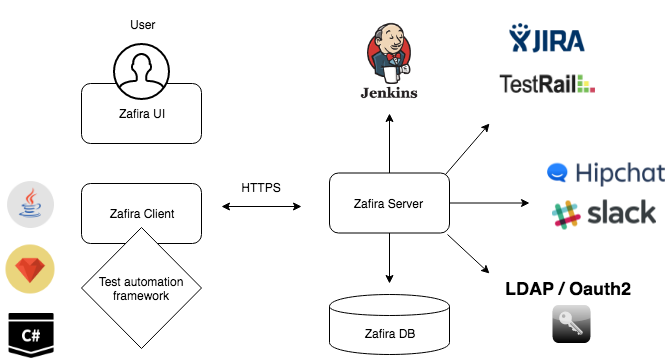 User
Zafira UI
Jenkins
JIRA
TestRail
Zafira Client
HTTPS
Zafira Server
Hipchat
slack
Test automation
framework
LDAP / Oauth2
C#
Zafira DB